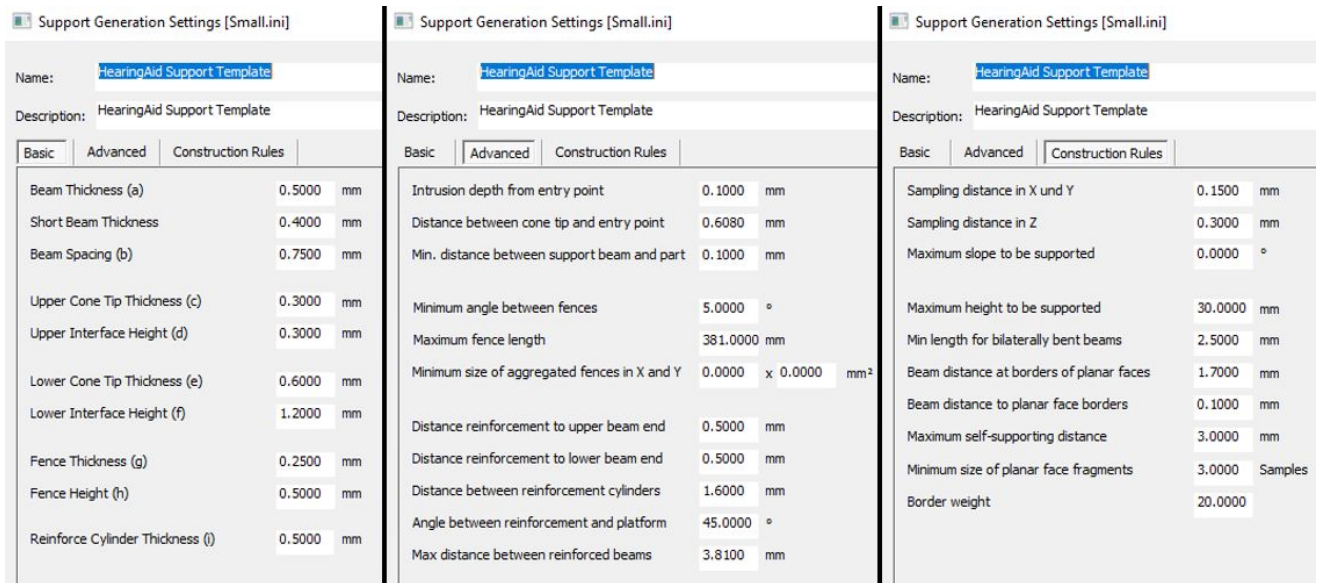 Support Generation Settings [Small.ini]
Name: HearingAid Support Template
Description: HearingAid Support Template
Basic Advanced Construction Rules
Beam Thickness (a) 0.5000 mm
Short Beam Thickness 0.4000 mm
Beam Spacing (b) 0.7500 mm
Upper Cone Tip Thickness (c) 0.3000 mm
Upper Interface Height (d) 0.3000 mm
Lower Cone Tip Thickness (e) 0.6000 mm
Lower Interface Height (f) 1.2000 mm
Fence Thickness (g) 0.2500 mm
Fence Height (h) 0.5000 mm
Reinforce Cylinder Thickness (i) 0.5000 mm
Support Generation Settings [Small.ini]
Name: HearingAid Support Template
Description: HearingAid Support Template
Basic Advanced Construction Rules
Intrusion depth from entry point 0.1000 mm
Distance between cone tip and entry point 0.6080 mm
Min. distance between support beam and part 0.1000 mm
Minimum angle between fences 5.0000 °
Maximum fence length 381.0000 mm
Minimum size of aggregated fences in X and Y 0.0000 x 0.0000 mm²
Distance reinforcement to upper beam end 0.5000 mm
Distance reinforcement to lower beam end 0.5000 mm
Distance between reinforcement cylinders 1.6000 mm
Angle between reinforcement and platform 45.0000 °
Max distance between reinforced beams 3.8100 mm
Support Generation Settings [Small.ini]
Name: HearingAid Support Template
Description: HearingAid Support Template
Basic Advanced Construction Rules
Sampling distance in X und Y 0.1500 mm
Sampling distance in Z 0.3000 mm
Maximum slope to be supported 0.0000 °
Maximum height to be supported 30.0000 mm
Min length for bilaterally bent beams 2.5000 mm
Beam distance at borders of planar faces 1.7000 mm
Beam distance to planar face borders 0.1000 mm
Maximum self-supporting distance 3.0000 mm
Minimum size of planar face fragments 3.0000 Samples
Border weight 20.0000